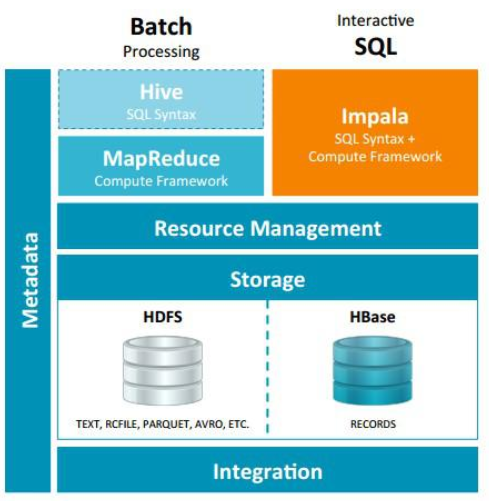 Batch
Processing
Interactive
SQL
Hive
SQL Syntax
MapReduce
Compute Framework
Impala
SQL Syntax +
Compute Framework
Metadata
Resource Management
Storage
HDFS
HBase
TEXT, RCFILE, PARQUET, AVRO, ETC.
RECORDS
Integration